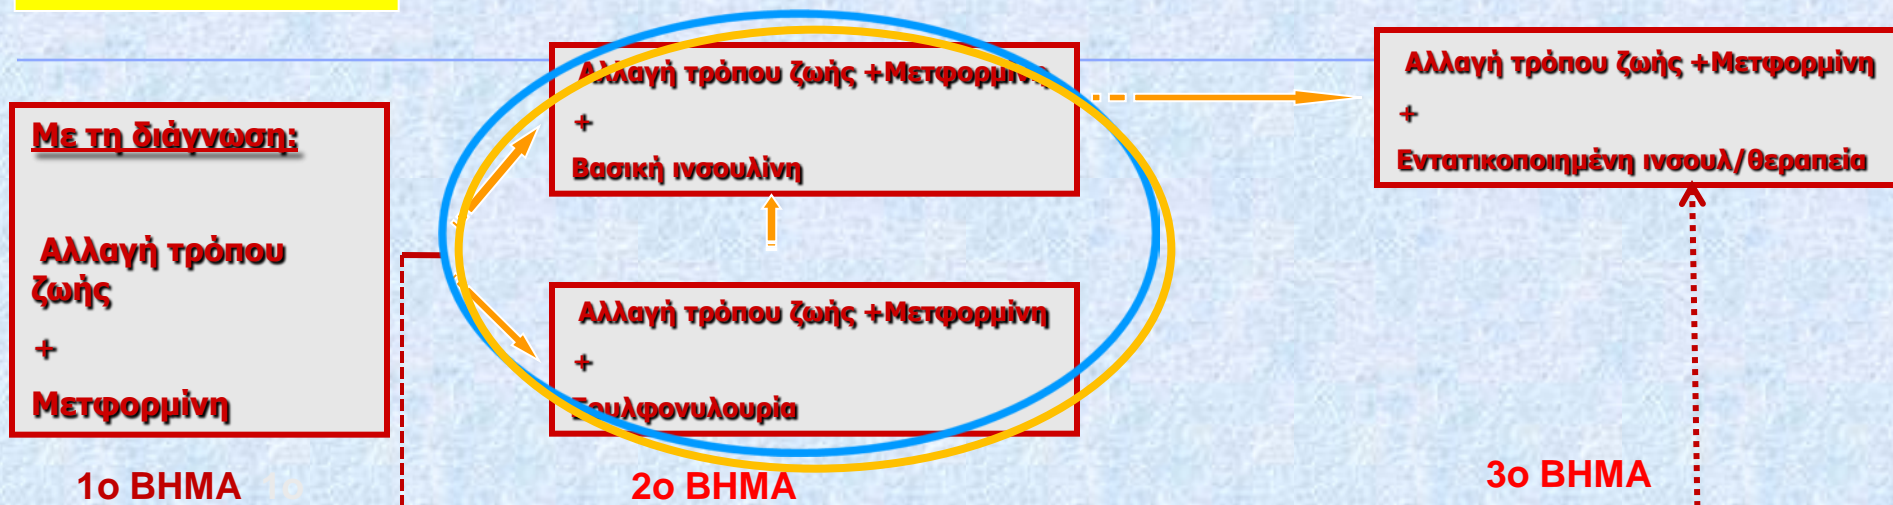 Με τη διάγνωση:
Αλλαγή τρόπου
ζωής
+
Μετφορμίνη
1ο ΒΗΜΑ 1ο
Αλλαγή τρόπου ζωής +Μετφορμίνη
+
Βασική ινσουλίνη
Αλλαγή τρόπου ζωής +Μετφορμίνη
+
Σουλφονυλουρία
2ο ΒΗΜΑ
Αλλαγή τρόπου ζωής +Μετφορμίνη
+
Εντατικοποιημένη ινσουλ/θεραπεία
3ο ΒΗΜΑ